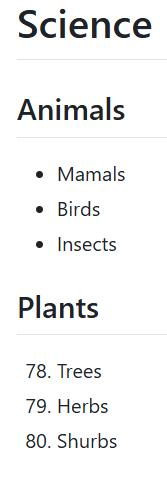 Science
Animals
• Mamals
• Birds
• Insects
Plants
78. Trees
79. Herbs
80. Shurbs